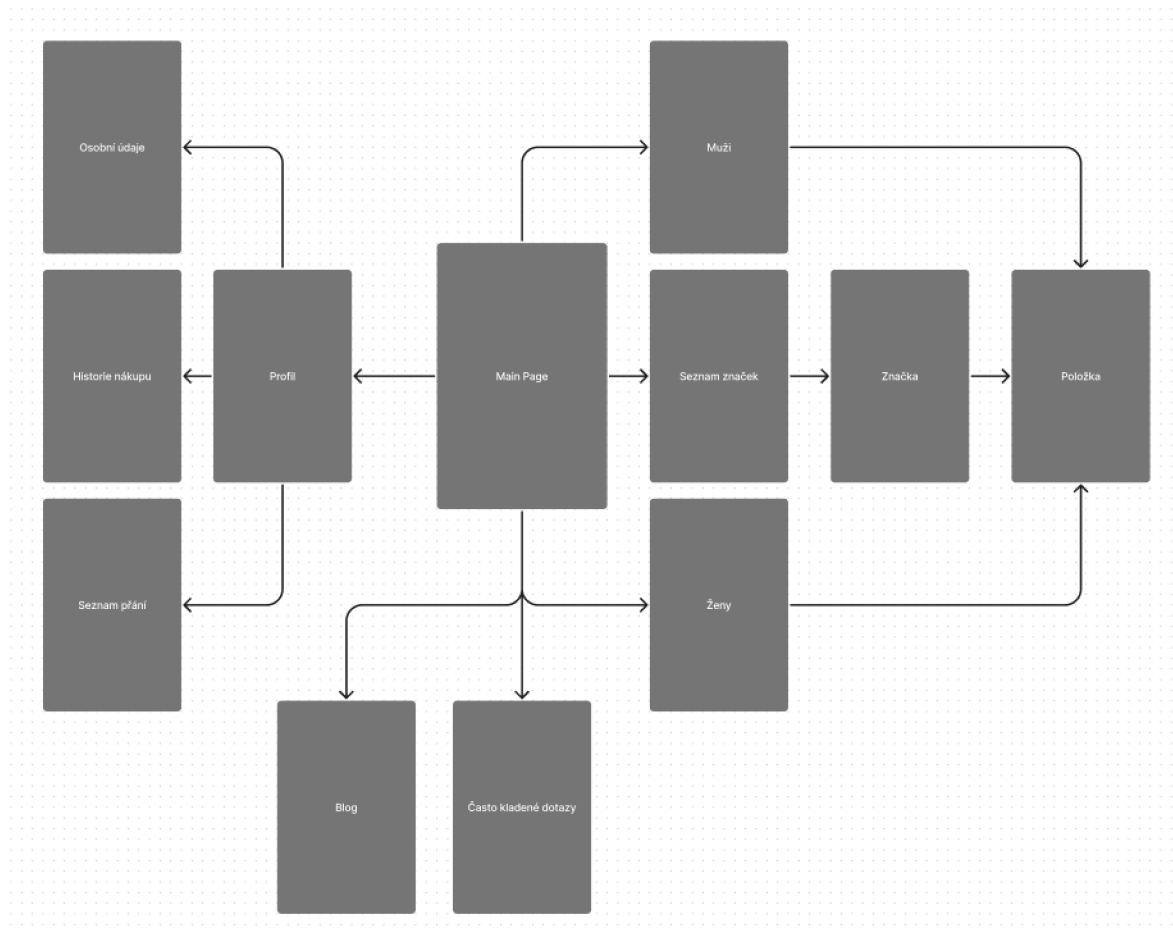 Osobní údaje
Muži
Historie nákupu
Profil
Main Page
Seznam značek
Značka
Položka
Seznam přání
Ženy
Blog
Často kladené dotazy